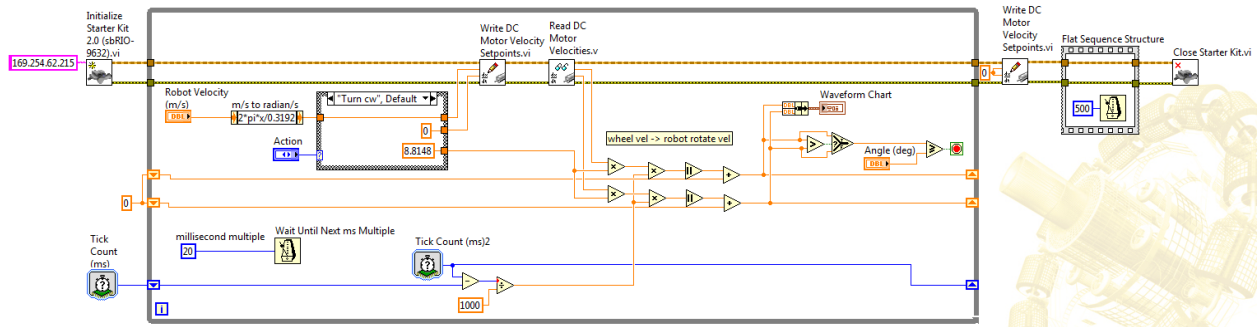 Initialize
Starter Kit
2.0 (sbRIO-
9632).vi
169.254.62.215
Robot Velocity
(m/s)
DBL
m/s to radian/s
2*pi*x/0.3192
Action
"Turn cw", Default
0
8.8148
Write DC
Motor Velocity
Setpoints.vi
Read DC
Motor
Velocities.v
wheel vel -> robot rotate vel
Waveform Chart
Angle (deg)
DBL
Write DC
Motor
Velocity
Setpoints.vi
0
Flat Sequence Structure
500
Close Starter Kit.vi
0
Tick
Count
(ms)
millisecond multiple
20
Wait Until Next ms Multiple
Tick Count (ms)2
1000
i